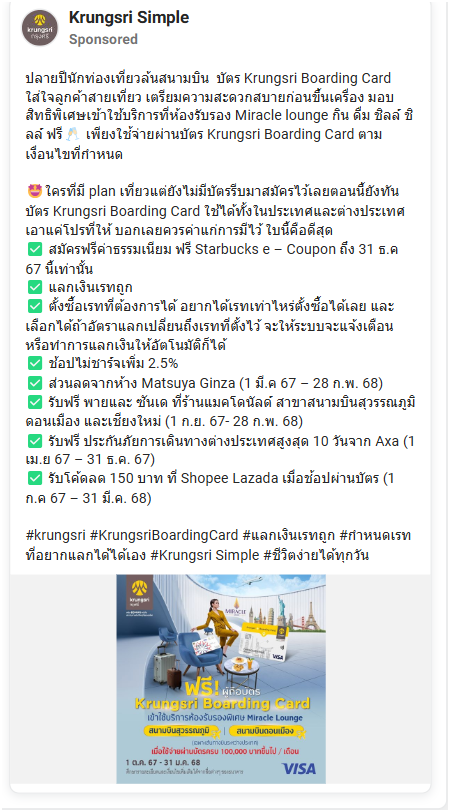 Krungsri Simple
Sponsored
ปลายปีนักท่องเที่ยวล้นสนามบิน บัตร Krungsri Boarding Card
ใส่ใจลูกค้าสายเที่ยว เตรียมความสะดวกสบายก่อนขึ้นเครื่อง มอบ
สิทธิพิเศษเข้าใช้บริการที่ห้องรับรอง Miracle lounge กิน ดื่ม ชิลล์ ชิ
ลล์ ฟรี🥂 เพียงใช้จ่ายผ่านบัตร Krungsri Boarding Card ตาม
เงื่อนไขที่กำหนด
🤩ใครที่มี plan เที่ยวแต่ยังไม่มีบัตรรีบมาสมัครไว้เลยตอนนี้ยังทัน
บัตร Krungsri Boarding Card ใช้ได้ทั้งในประเทศและต่างประเทศ
เอาแค่โปรที่ให้ บอกเลยควรค่าแก่การมีไว้ ใบนี้คือดีสุด
✅ สมัครฟรีค่าธรรมเนียม ฟรี Starbucks e – Coupon ถึง 31 ธ.ค
67 นี้เท่านั้น
✅ แลกเงินเรทถูก
✅ ตั้งซื้อเรทที่ต้องการได้ อยากได้เรทเท่าไหร่ตั้งซื้อได้เลย และ
เลือกได้ถ้าอัตราแลกเปลี่ยนถึงเรทที่ตั้งไว้ จะให้ระบบจะแจ้งเตือน
หรือทำการแลกเงินให้อัตโนมัติก็ได้
✅ ช้อปไม่ชาร์จเพิ่ม 2.5%
✅ ส่วนลดจากห้าง Matsuya Ginza (1 มี.ค 67 – 28 ก.พ. 68)
✅ รับฟรี พายและ ซันเด ที่ร้านแมคโดนัลด์ สาขาสนามบินสุวรรณภูมิ
ดอนเมือง และเชียงใหม่ (1 ก.ย. 67- 28 ก.พ. 68)
✅ รับฟรี ประกันภัยการเดินทางต่างประเทศสูงสุด 10 วันจาก Axa (1
เม.ย 67 – 31 ธ.ค. 67)
✅ รับโค้ดลด 150 บาท ที่ Shopee Lazada เมื่อช้อปผ่านบัตร (1
ก.ค 67 – 31 มี.ค. 68)
#krungsri #KrungsriBoardingCard #แลกเงินเรทถูก #กำหนดเรท
ที่อยากแลกได้ได้เอง #Krungsri Simple #ชีวิตง่ายได้ทุกวัน
krungsri
กรุงศรี
MIRACLE
ฟรี! ผู้ถือบัตร
Krungsri Boarding Card
เข้าใช้บริการห้องรับรองพิเศษ Miracle Lounge
สนามบินสุวรรณภูมิ | สนามบินดอนเมือง
เมื่อใช้จ่ายผ่านบัตรครบ 100,000 บาทขึ้นไป / เดือน
1 ต.ค. 67 - 31 ม.ค. 68
VISA